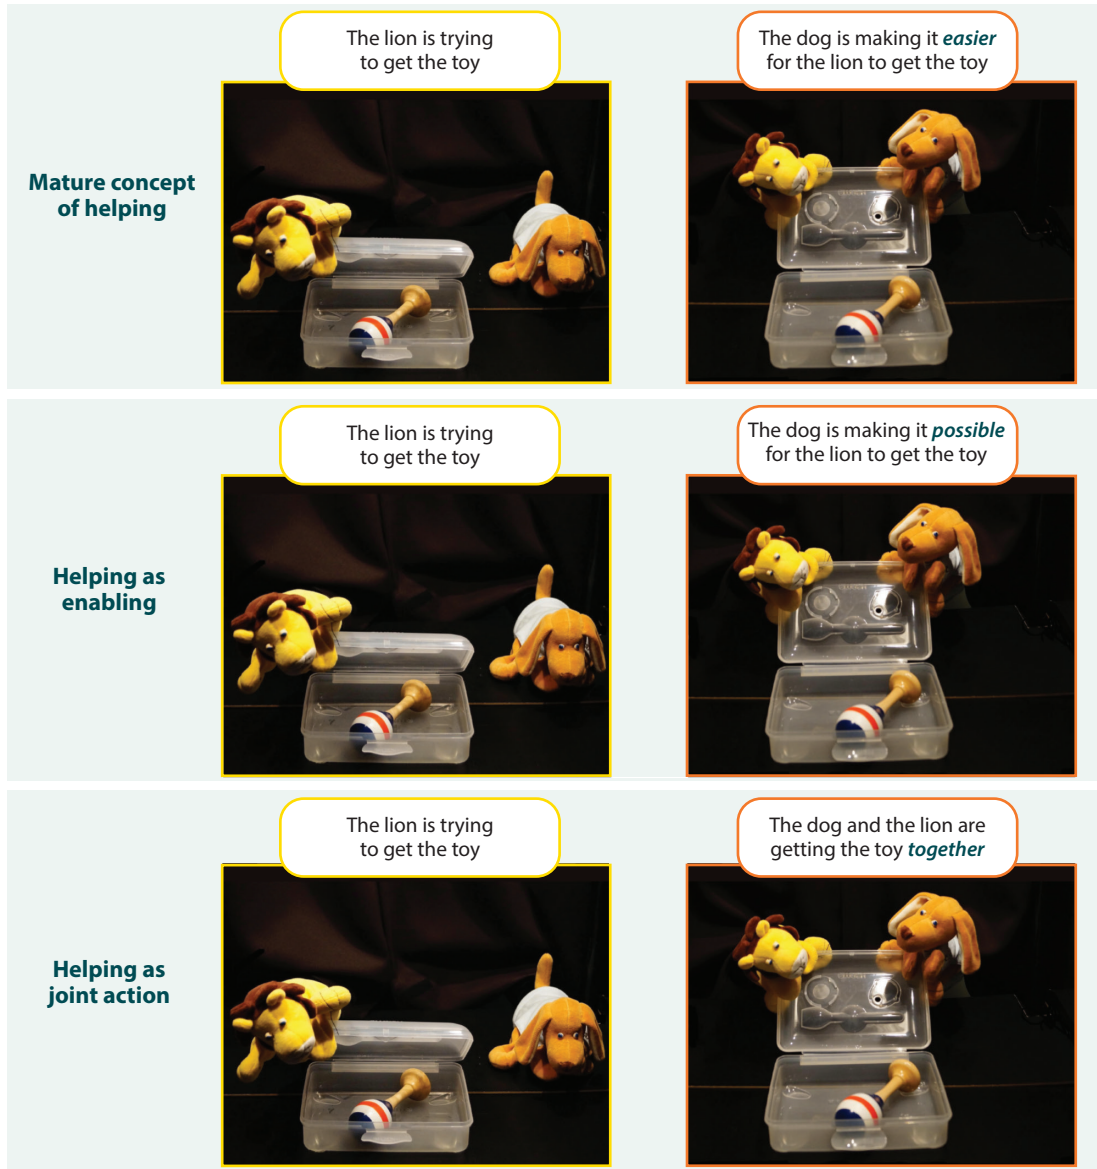 The lion is trying
to get the toy
The dog is making it easier
for the lion to get the toy
Mature concept
of helping
The lion is trying
to get the toy
The dog is making it possible
for the lion to get the toy
Helping as
enabling
The lion is trying
to get the toy
The dog and the lion are
getting the toy together
Helping as
joint action